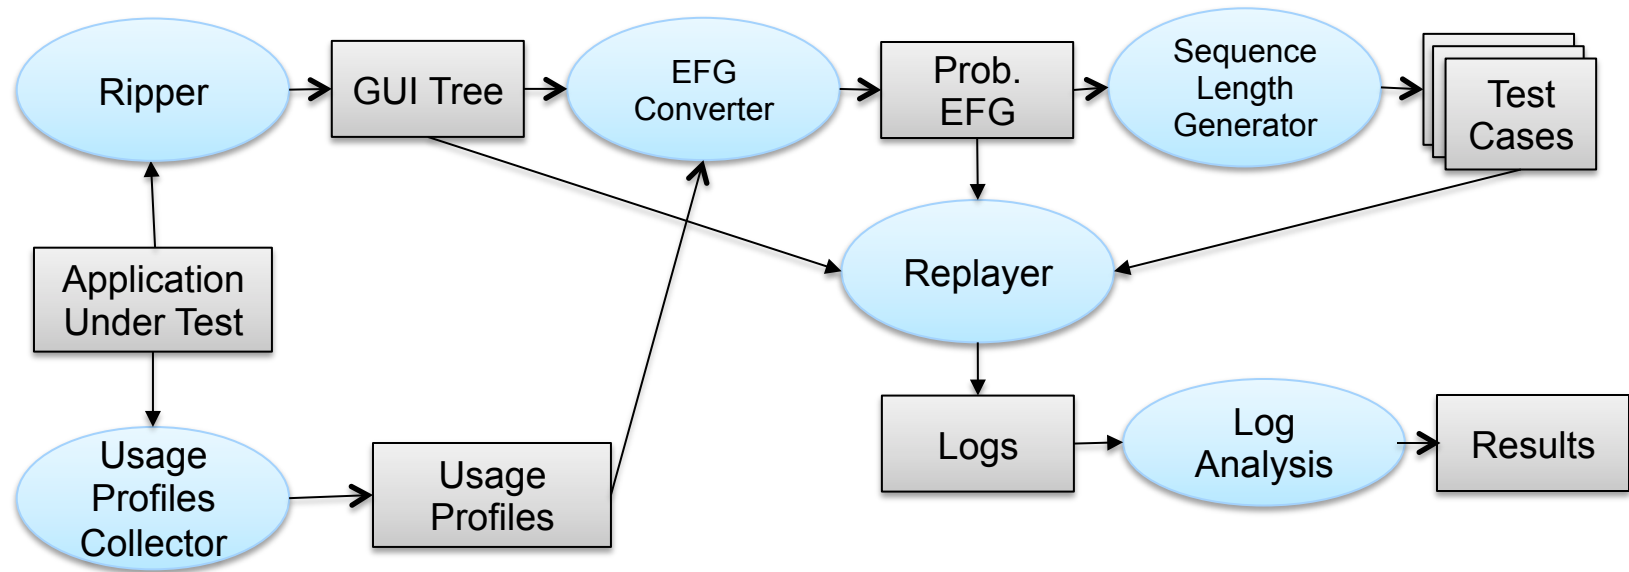 Ripper
GUI Tree
EFG
Converter
Prob.
EFG
Sequence
Length
Generator
Test
Cases
Application
Under Test
Replayer
Usage
Profiles
Collector
Usage
Profiles
Logs
Log
Analysis
Results